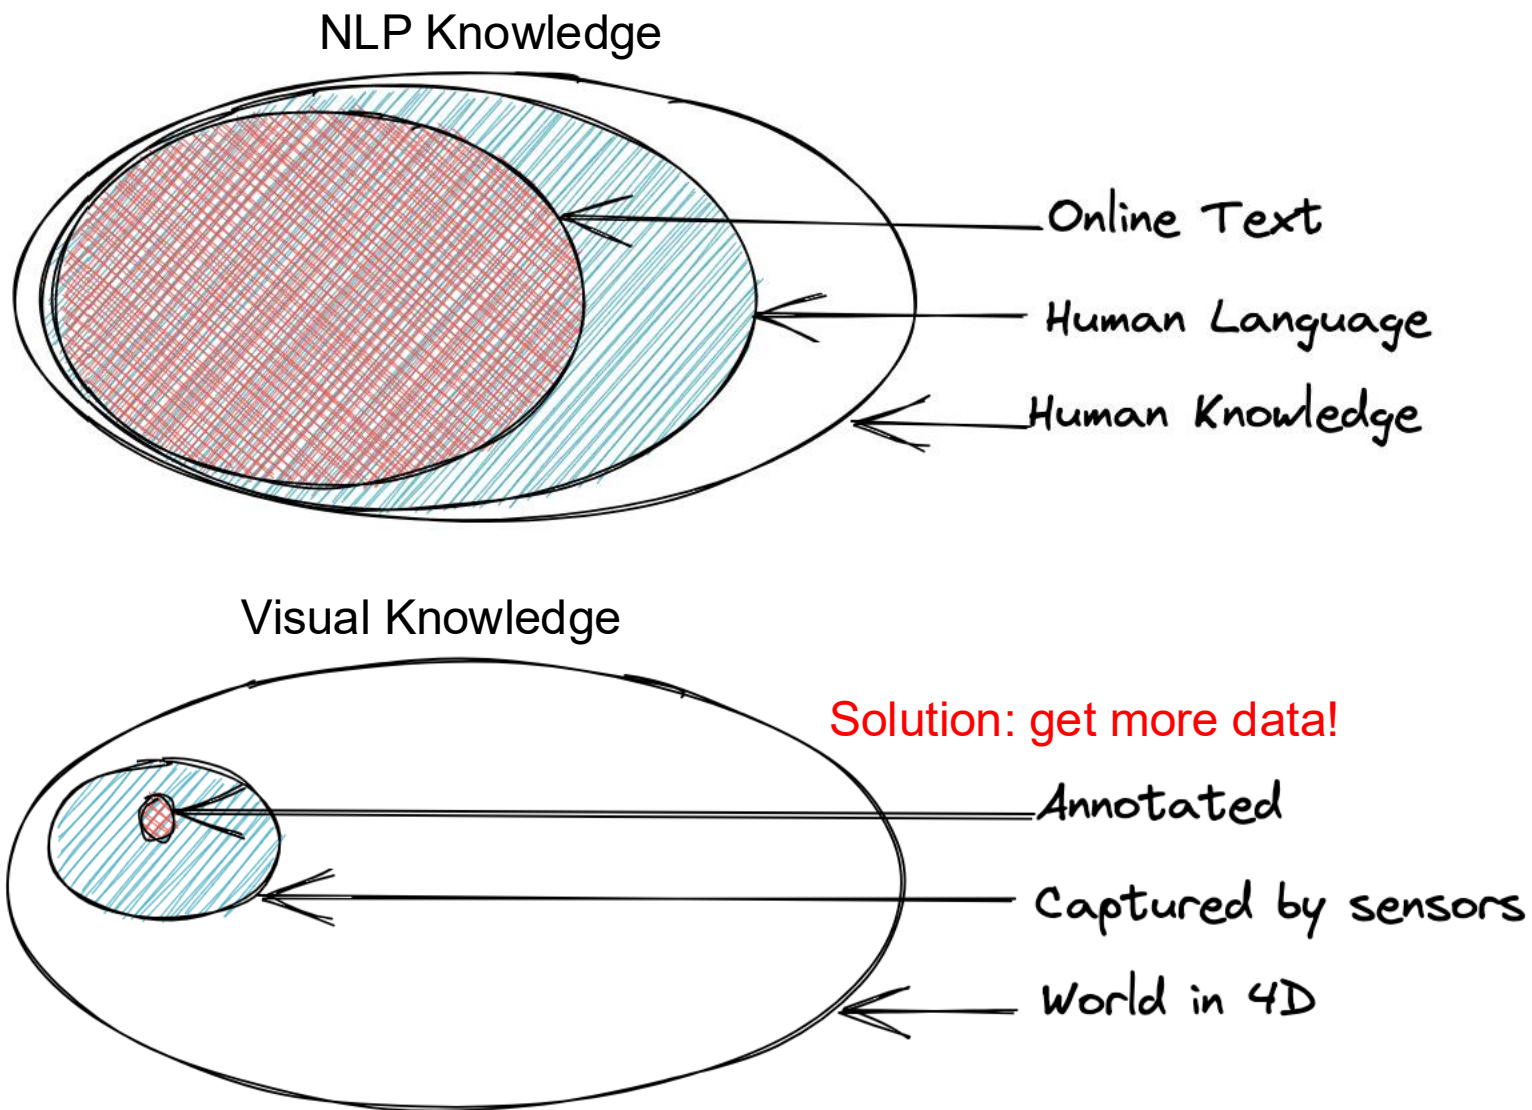 NLP Knowledge
Online Text
Human Language
Human Knowledge
Visual Knowledge
Solution: get more data!
Annotated
Captured by sensors
World in 4D